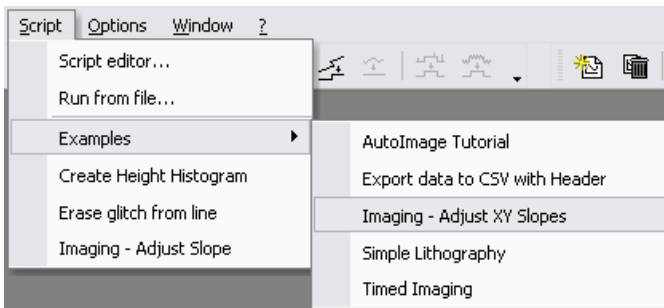 Script Options Window ?
Script editor...
Run from file...
Examples
Create Height Histogram
Erase glitch from line
Imaging - Adjust Slope
AutoImage Tutorial
Export data to CSV with Header
Imaging - Adjust XY Slopes
Simple Lithography
Timed Imaging